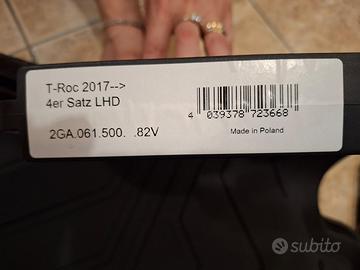 T-Roc 2017-->
4er Satz LHD
2GA.061.500. .82V
4 039378 723668
Made in Poland
subito